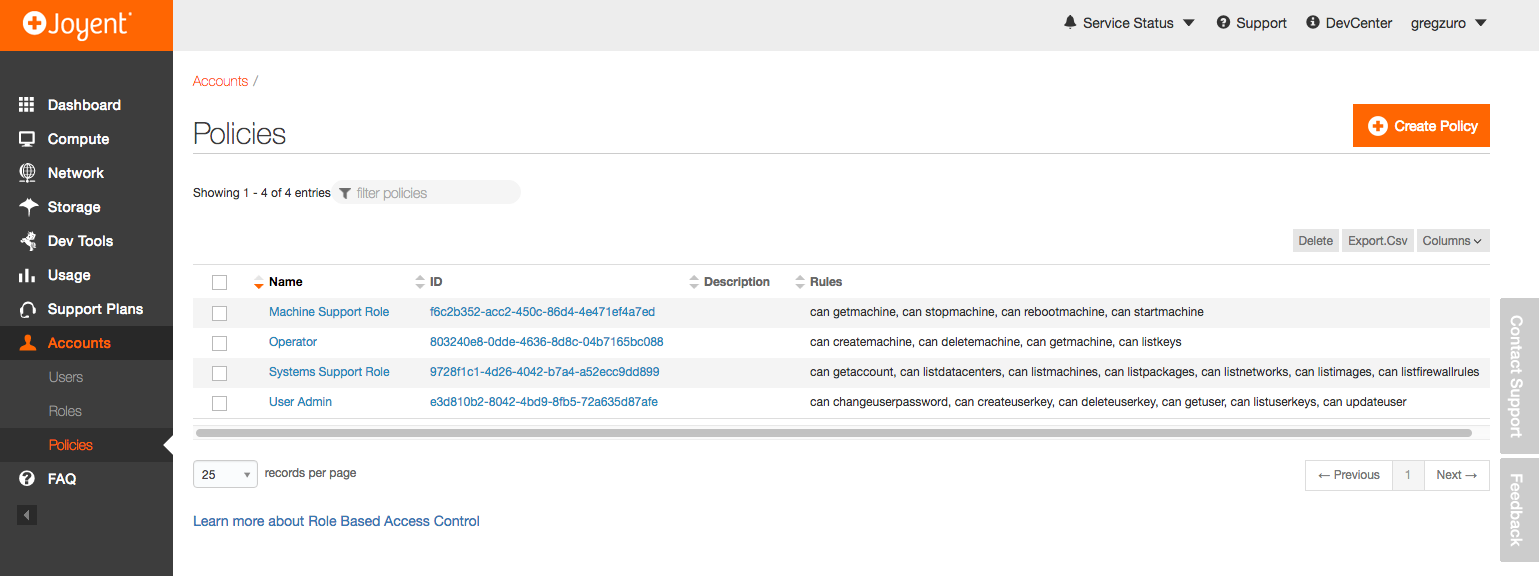 Joyent
Service Status
Support
DevCenter
gregzuro
Dashboard
Compute
Network
Storage
Dev Tools
Usage
Support Plans
Accounts
Users
Roles
Policies
FAQ
Accounts /
Policies
Create Policy
Showing 1 - 4 of 4 entries
filter policies
Delete
Export.Csv
Columns
Name ID Description Rules
Machine Support Role f6c2b352-acc2-450c-86d4-4e471ef4a7ed can getmachine, can stopmachine, can rebootmachine, can startmachine
Operator 803240e8-0dde-4636-8d8c-04b7165bc088 can createmachine, can deletemachine, can getmachine, can listkeys
Systems Support Role 9728f1c1-4d26-4042-b7a4-a52ecc9dd899 can getaccount, can listdatacenters, can listmachines, can listpackages, can listnetworks, can listimages, can listfirewallrules
User Admin e3d810b2-8042-4bd9-8fb5-72a635d87afe can changeuserpassword, can createuserkey, can deleteuserkey, can getuser, can listuserkeys, can updateuser
25 records per page
← Previous 1 Next →
Learn more about Role Based Access Control
Contact Support
Feedback